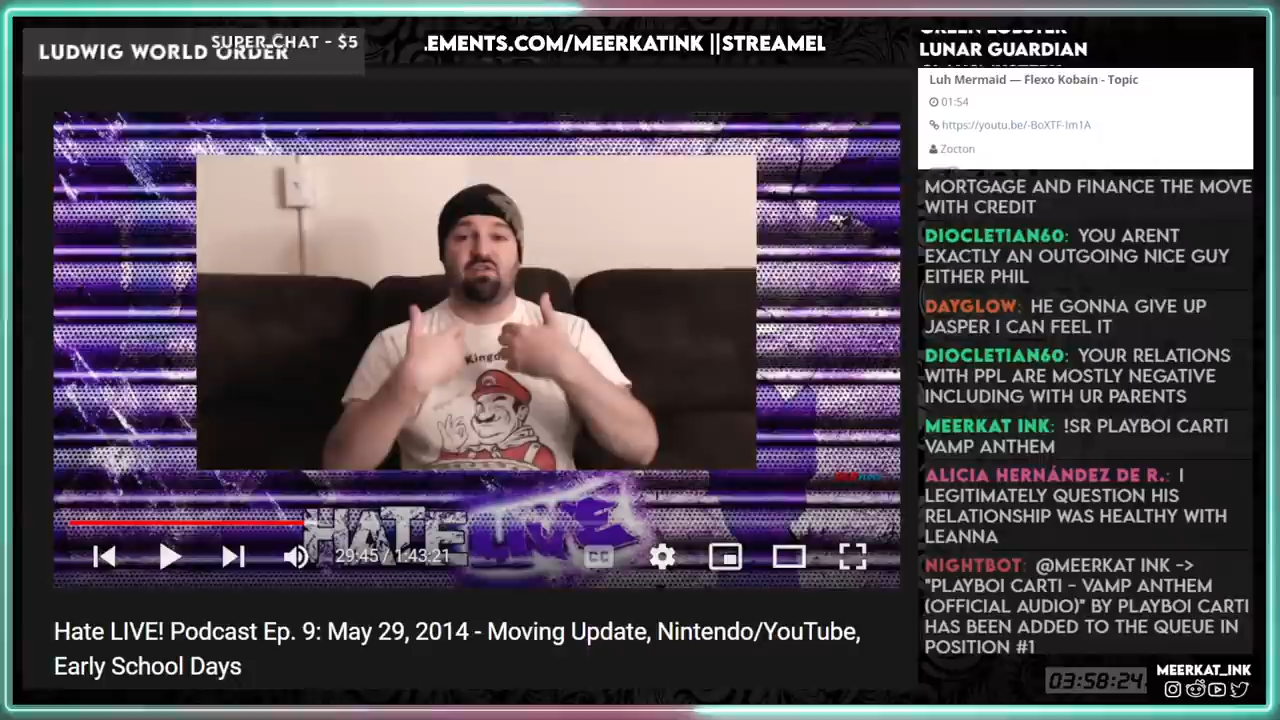 LUDWIG WORLD ORDER
SUPER CHAT - $5
.EMENTS.COM/MEERKATINK ||STREAMEL
GREEN LOBSTER
LUNAR GUARDIAN
Luh Mermaid — Flexo Kobain - Topic
01:54
https://youtu.be/-BoXTF-Im1A
Zocton
MORTGAGE AND FINANCE THE MOVE
WITH CREDIT
DIOCLETIAN60: YOU ARENT
EXACTLY AN OUTGOING NICE GUY
EITHER PHIL
DAYGLOW: HE GONNA GIVE UP
JASPER I CAN FEEL IT
DIOCLETIAN60: YOUR RELATIONS
WITH PPL ARE MOSTLY NEGATIVE
INCLUDING WITH UR PARENTS
MEERKAT INK: !SR PLAYBOI CARTI
VAMP ANTHEM
ALICIA HERNÁNDEZ DE R.: I
LEGITIMATELY QUESTION HIS
RELATIONSHIP WAS HEALTHY WITH
LEANNA
NIGHTBOT: @MEERKAT INK ->
"PLAYBOI CARTI - VAMP ANTHEM
(OFFICIAL AUDIO)" BY PLAYBOI CARTI
HAS BEEN ADDED TO THE QUEUE IN
POSITION #1
Kingd
HATE LIVE
29:45 / 1:43:21
CC
Hate LIVE! Podcast Ep. 9: May 29, 2014 - Moving Update, Nintendo/YouTube,
Early School Days
03:58:24
MEERKAT_INK